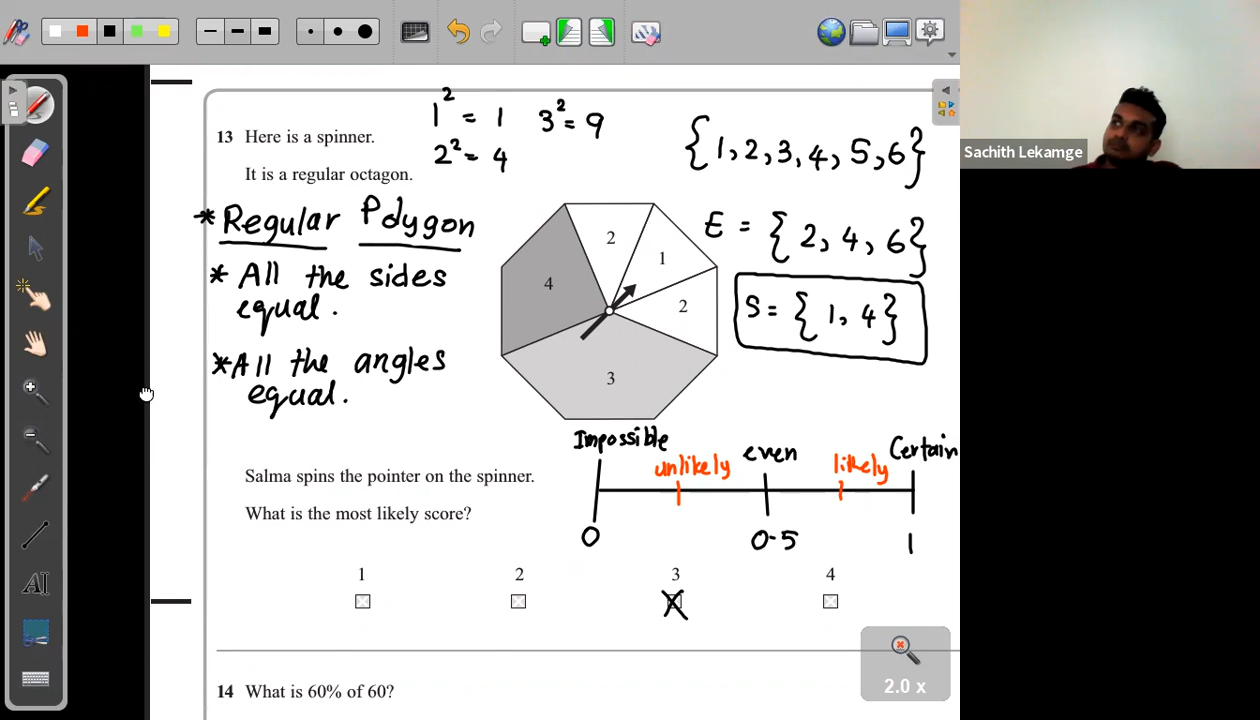 1² = 1 3² = 9
2² = 4
{1, 2, 3, 4, 5, 6}
13 Here is a spinner.
It is a regular octagon.
* Regular Polygon
* All the sides
equal.
* All the angles
equal.
2
1
4
2
3
E = {2, 4, 6}
S = {1, 4}
Impossible
unlikely
even
likely
Certain
0
0.5
1
Salma spins the pointer on the spinner.
What is the most likely score?
1 2 3 4
14 What is 60% of 60?
2.0 x
AI
Sachith Lekamge